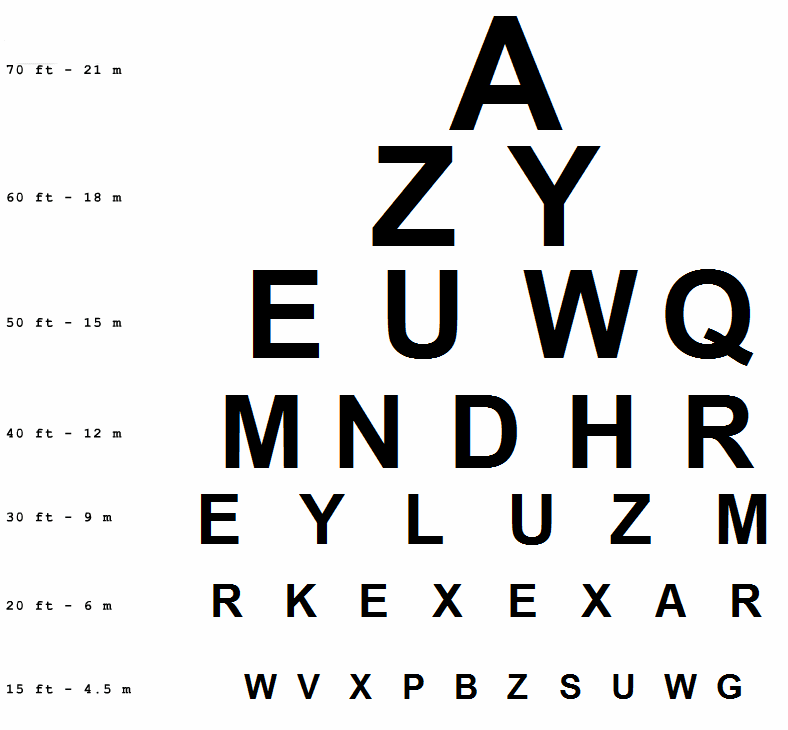 70 ft - 21 m A
60 ft - 18 m Z Y
50 ft - 15 m E U W Q
40 ft - 12 m M N D H R
30 ft - 9 m E Y L U Z M
20 ft - 6 m R K E X E X A R
15 ft - 4.5 m W V X P B Z S U W G